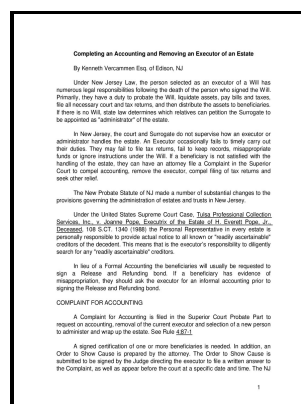 Completing an Accounting and Removing an Executor of an Estate
By Kenneth Vercammen Esq. of Edison, NJ
Under New Jersey Law, the person selected as an executor of a Will has
numerous legal responsibilities following the death of the person who signed the Will.
Primarily, they have a duty to probate the Will, liquidate assets, pay bills and taxes,
file all necessary court and tax returns, and then distribute the assets to beneficiaries.
If there is no Will, state law determines which relatives can petition the Surrogate to
be appointed as "administrator" of the estate.
In New Jersey, the court and Surrogate do not supervise how an executor or
administrator handles the estate. An Executor occasionally fails to timely carry out
their duties. They may fail to file tax returns, fail to keep records, misappropriate
funds or ignore instructions under the Will. If a beneficiary is not satisfied with the
handling of the estate, they can have an attorney file a Complaint in the Superior
Court to compel accounting, remove the executor, compel filing of tax returns and
seek other relief.
The New Probate Statute of NJ made a number of substantial changes to the
provisions governing the administration of estates and trusts in New Jersey.
Under the United States Supreme Court Case, Tulsa Professional Collection
Services, Inc., v. Joanne Pope, Executrix of the Estate of H. Everett Pope, Jr.,
Deceased, 108 S.CT. 1340 (1988) the Personal Representative in every estate is
personally responsible to provide actual notice to all known or "readily ascertainable"
creditors of the decedent. This means that is the executor's responsibility to diligently
search for any "readily ascertainable" creditors.
In lieu of a Formal Accounting the beneficiaries will usually be requested to
sign a Release and Refunding bond. If a beneficiary has evidence of
misappropriation, they should ask the executor for an informal accounting prior to
signing the Release and Refunding bond.
COMPLAINT FOR ACCOUNTING
A Complaint for Accounting is filed in the Superior Court Probate Part to
request on accounting, removal of the current executor and selection of a new person
to administer and wrap up the estate. See Rule 4:87-1
A signed certification of one or more beneficiaries is needed. In addition, an
Order to Show Cause is prepared by the attorney. The Order to Show Cause is
submitted to be signed by the Judge directing the executor to file a written answer to
the Complaint, as well as appear before the court at a specific date and time. The NJ
1